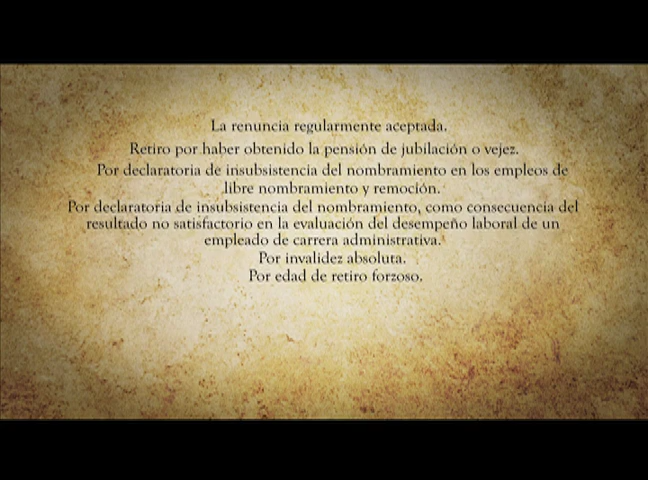 La renuncia regularmente aceptada.
Retiro por haber obtenido la pensión de jubilación o vejez.
Por declaratoria de insubsistencia del nombramiento en los empleos de
libre nombramiento y remoción.
Por declaratoria de insubsistencia del nombramiento, como consecuencia del
resultado no satisfactorio en la evaluación del desempeño laboral de un
empleado de carrera administrativa.
Por invalidez absoluta.
Por edad de retiro forzoso.